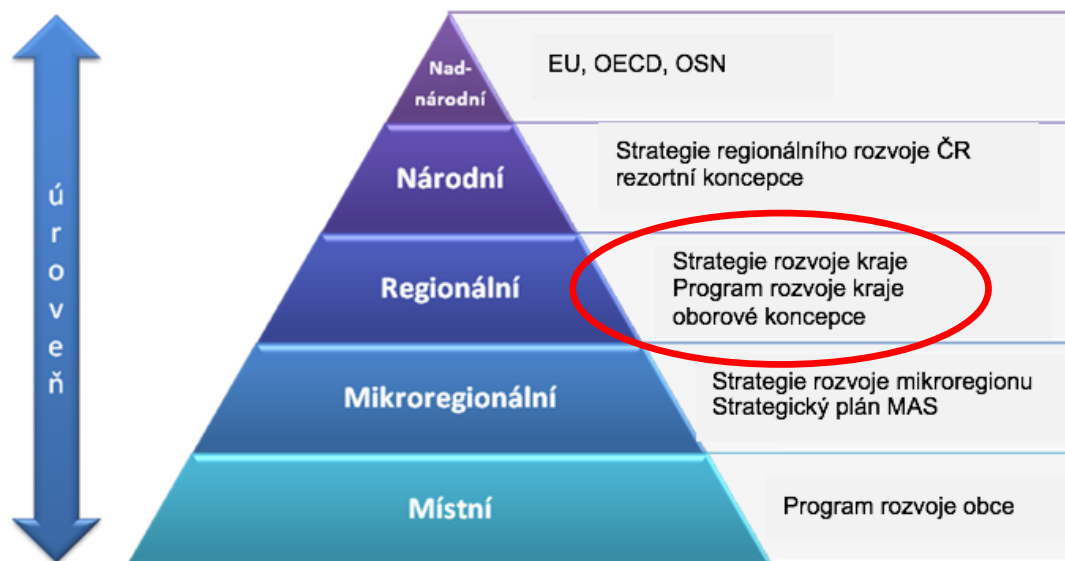 úroveň
Nad-
národní
EU, OECD, OSN
Národní
Strategie regionálního rozvoje ČR
rezortní koncepce
Regionální
Strategie rozvoje kraje
Program rozvoje kraje
oborové koncepce
Mikroregionální
Strategie rozvoje mikroregionu
Strategický plán MAS
Místní
Program rozvoje obce